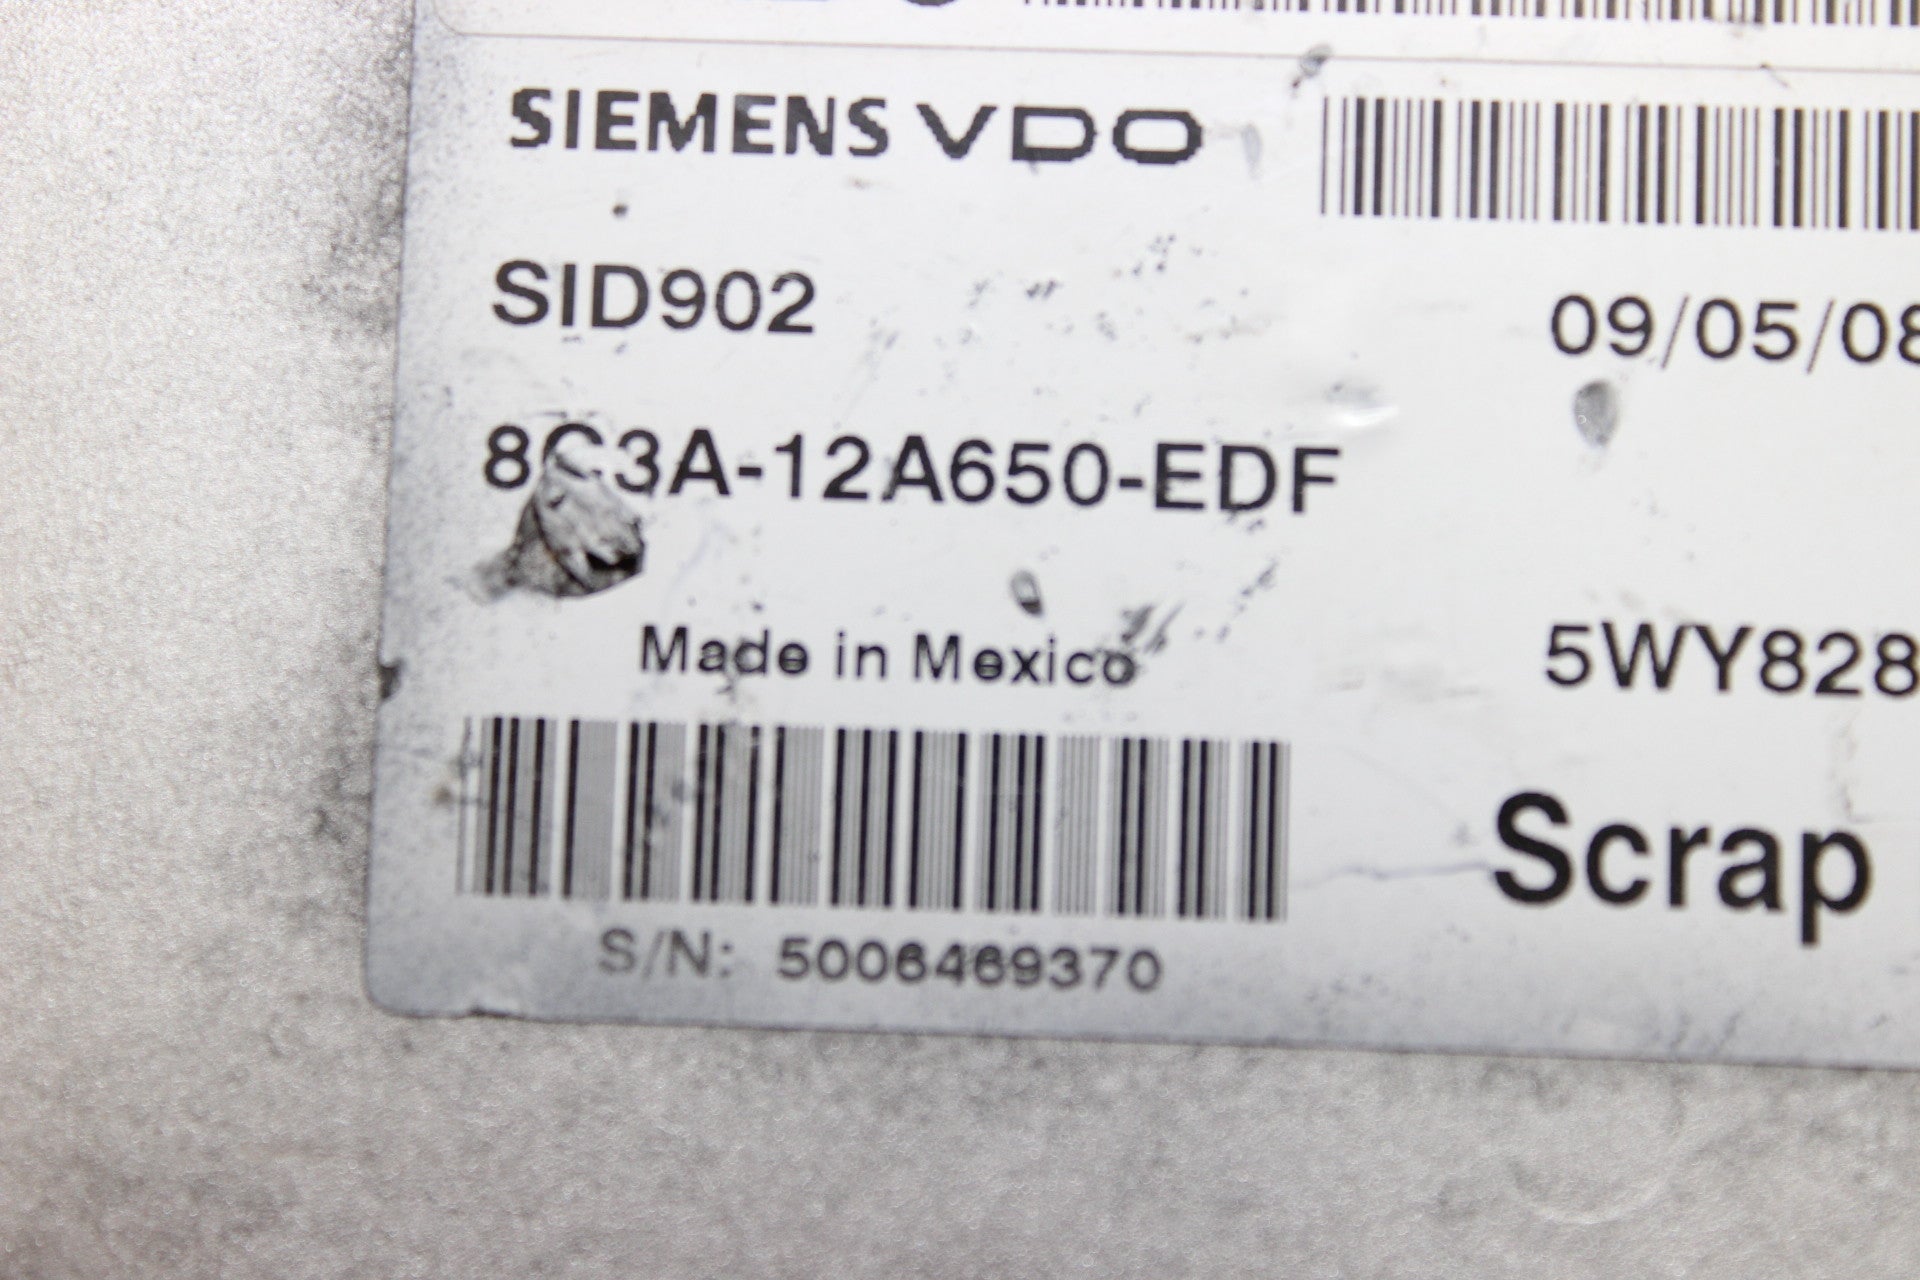 SIEMENS VDO
SID902
09/05/08
8C3A-12A650-EDF
Made in Mexico
5WY828
Scrap
S/N: 5006469370